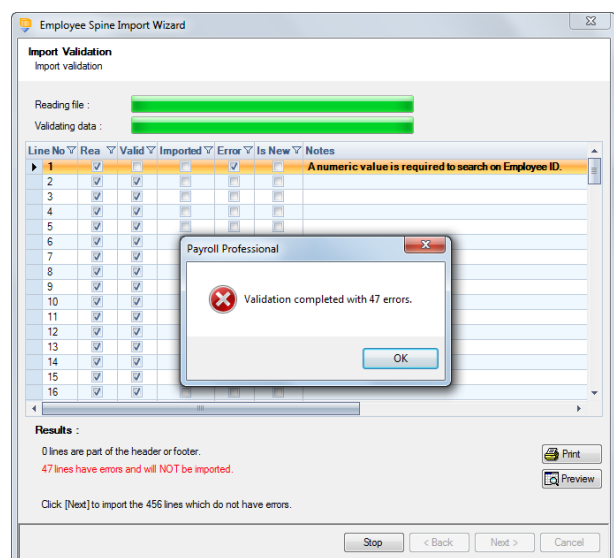 Employee Spine Import Wizard
Import Validation
Import validation
Reading file :
Validating data :
Line No Rea Valid Imported Error Is New Notes
1 A numeric value is required to search on Employee ID.
2
3
4
5
6
7
8
9
10
11
12
13
14
15
16
Payroll Professional
Validation completed with 47 errors.
OK
Results :
0 lines are part of the header or footer.
47 lines have errors and will NOT be imported.
Click [Next] to import the 456 lines which do not have errors.
Print
Preview
Stop < Back Next > Cancel